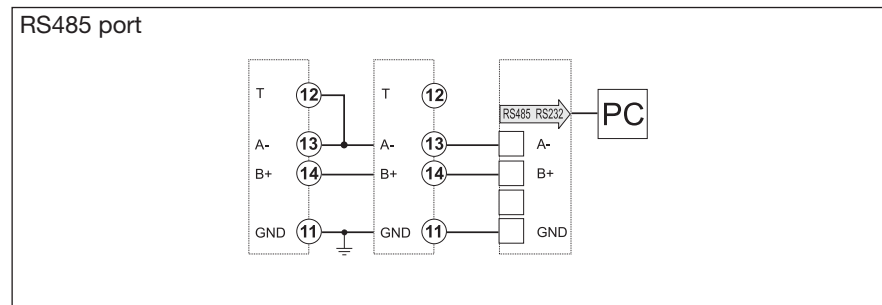 RS485 port
T 12 T 12
RS485 RS232 PC
A- 13 A- 13 A-
B+ 14 B+ 14 B+
GND 11 GND 11 GND